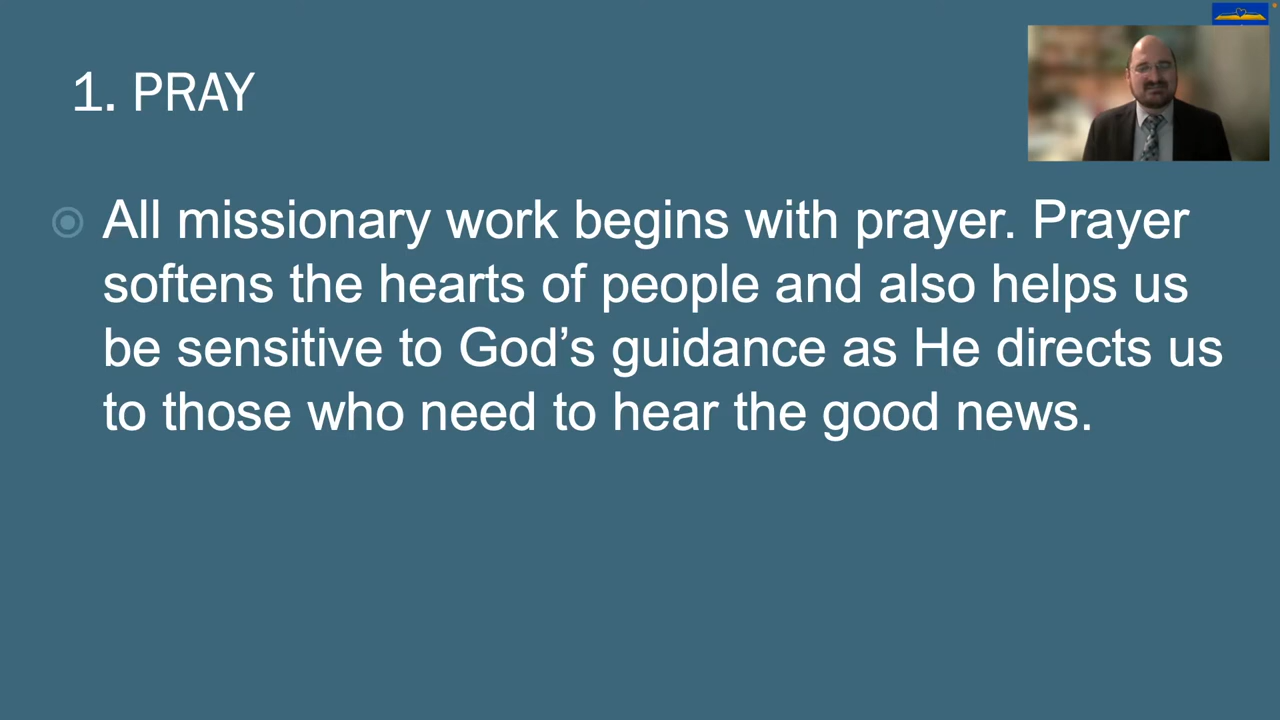 1. PRAY
All missionary work begins with prayer. Prayer
softens the hearts of people and also helps us
be sensitive to God’s guidance as He directs us
to those who need to hear the good news.